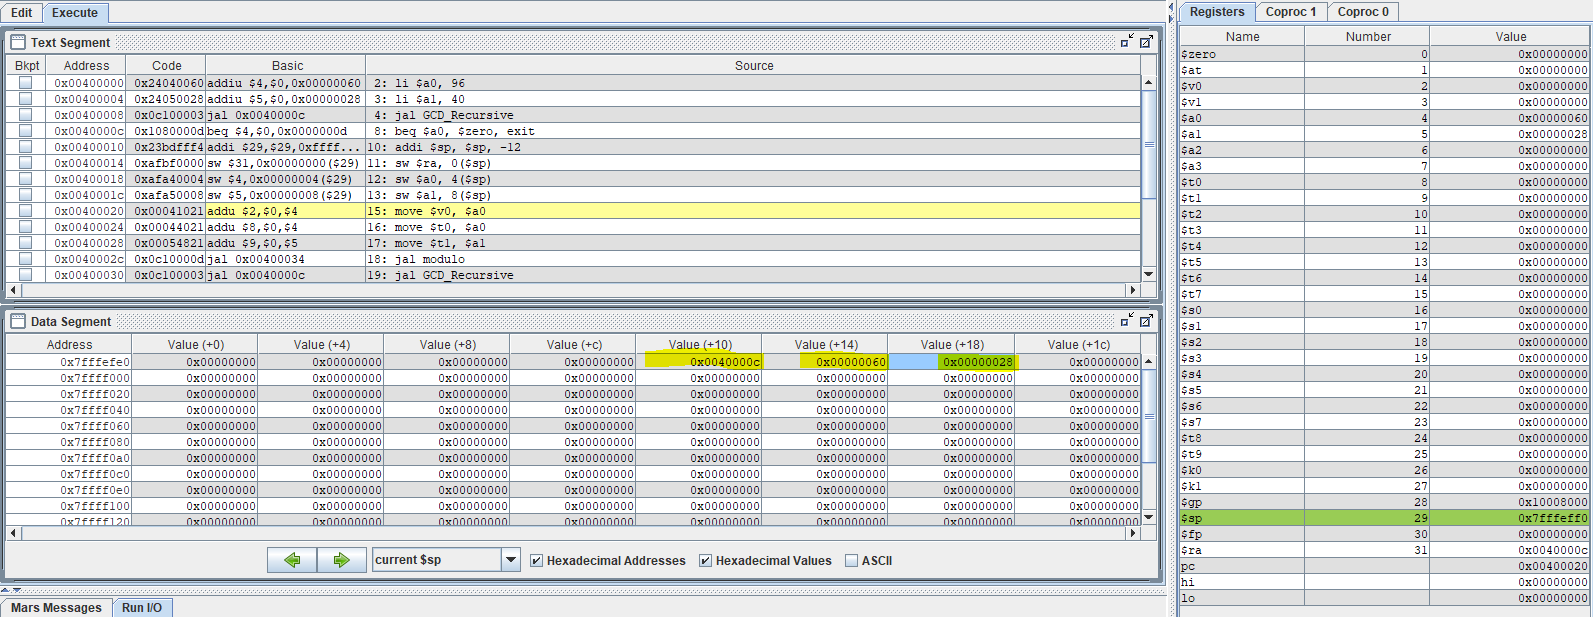 Edit Execute
Text Segment
Bkpt Address Code Basic Source
0x00400000 0x24040060 addiu $4,$0,0x00000060 2: li $a0, 96
0x00400004 0x24050028 addiu $5,$0,0x00000028 3: li $a1, 40
0x00400008 0x0c100003 jal 0x0040000c 4: jal GCD_Recursive
0x0040000c 0x1080000d beq $4,$0,0x0000000d 8: beq $a0, $zero, exit
0x00400010 0x23bdfff4 addi $29,$29,0xffff... 10: addi $sp, $sp, -12
0x00400014 0xafbf0000 sw $31,0x00000000($29) 11: sw $ra, 0($sp)
0x00400018 0xafa40004 sw $4,0x00000004($29) 12: sw $a0, 4($sp)
0x0040001c 0xafa50008 sw $5,0x00000008($29) 13: sw $a1, 8($sp)
0x00400020 0x00041021 addu $2,$0,$4 15: move $v0, $a0
0x00400024 0x00044021 addu $8,$0,$4 16: move $t0, $a0
0x00400028 0x00054821 addu $9,$0,$5 17: move $t1, $a1
0x0040002c 0x0c10000d jal 0x00400034 18: jal modulo
0x00400030 0x0c100003 jal 0x0040000c 19: jal GCD_Recursive
Data Segment
Address Value (+0) Value (+4) Value (+8) Value (+c) Value (+10) Value (+14) Value (+18) Value (+1c)
0x7fffefe0 0x00000000 0x00000000 0x00000000 0x00000000 0x0040000c 0x00000060 0x00000028 0x00000000
0x7ffff000 0x00000000 0x00000000 0x00000000 0x00000000 0x00000000 0x00000000 0x00000000 0x00000000
0x7ffff020 0x00000000 0x00000000 0x00000000 0x00000000 0x00000000 0x00000000 0x00000000 0x00000000
0x7ffff040 0x00000000 0x00000000 0x00000000 0x00000000 0x00000000 0x00000000 0x00000000 0x00000000
0x7ffff060 0x00000000 0x00000000 0x00000000 0x00000000 0x00000000 0x00000000 0x00000000 0x00000000
0x7ffff080 0x00000000 0x00000000 0x00000000 0x00000000 0x00000000 0x00000000 0x00000000 0x00000000
0x7ffff0a0 0x00000000 0x00000000 0x00000000 0x00000000 0x00000000 0x00000000 0x00000000 0x00000000
0x7ffff0c0 0x00000000 0x00000000 0x00000000 0x00000000 0x00000000 0x00000000 0x00000000 0x00000000
0x7ffff0e0 0x00000000 0x00000000 0x00000000 0x00000000 0x00000000 0x00000000 0x00000000 0x00000000
0x7ffff100 0x00000000 0x00000000 0x00000000 0x00000000 0x00000000 0x00000000 0x00000000 0x00000000
0x7ffff120 0x00000000 0x00000000 0x00000000 0x00000000 0x00000000 0x00000000 0x00000000 0x00000000
current $sp Hexadecimal Addresses Hexadecimal Values ASCII
Mars Messages Run I/O
Registers Coproc 1 Coproc 0
Name Number Value
$zero 0 0x00000000
$at 1 0x00000000
$v0 2 0x00000000
$v1 3 0x00000000
$a0 4 0x00000060
$a1 5 0x00000028
$a2 6 0x00000000
$a3 7 0x00000000
$t0 8 0x00000000
$t1 9 0x00000000
$t2 10 0x00000000
$t3 11 0x00000000
$t4 12 0x00000000
$t5 13 0x00000000
$t6 14 0x00000000
$t7 15 0x00000000
$s0 16 0x00000000
$s1 17 0x00000000
$s2 18 0x00000000
$s3 19 0x00000000
$s4 20 0x00000000
$s5 21 0x00000000
$s6 22 0x00000000
$s7 23 0x00000000
$t8 24 0x00000000
$t9 25 0x00000000
$k0 26 0x00000000
$k1 27 0x00000000
$gp 28 0x10008000
$sp 29 0x7fffeff0
$fp 30 0x00000000
$ra 31 0x0040000c
pc 0x00400020
hi 0x00000000
lo 0x00000000